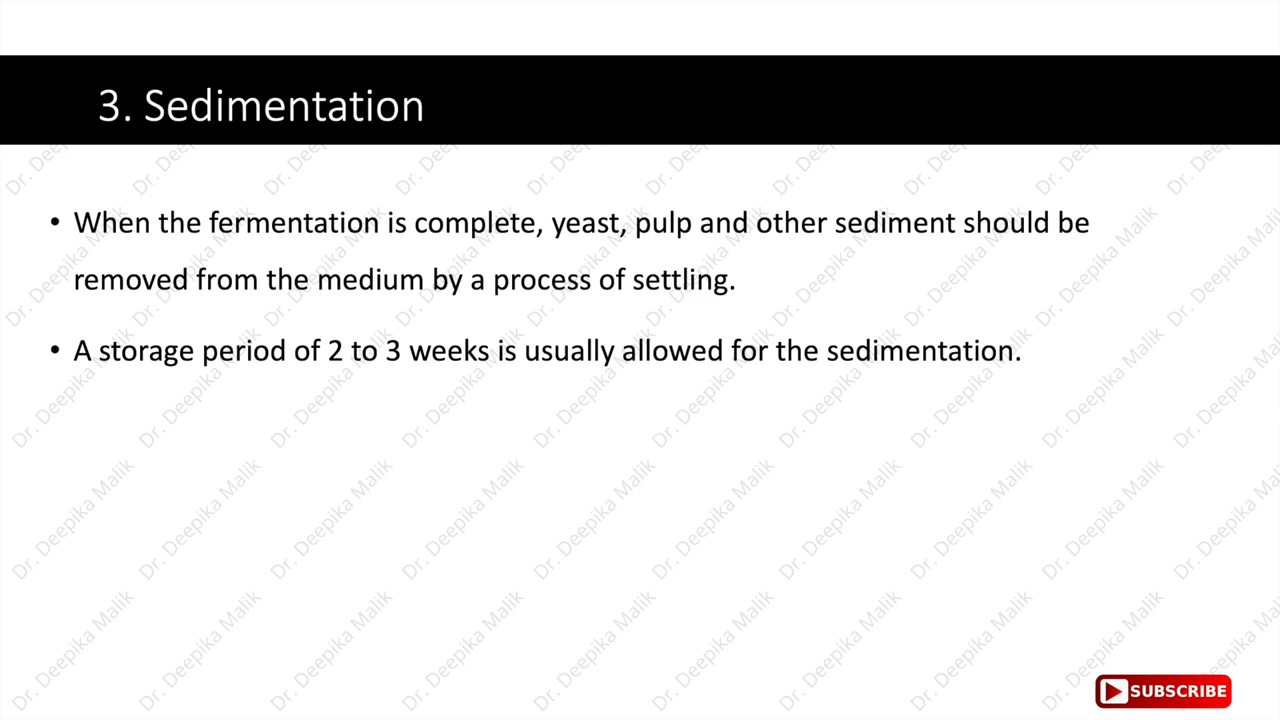 3. Sedimentation
• When the fermentation is complete, yeast, pulp and other sediment should be
removed from the medium by a process of settling.
• A storage period of 2 to 3 weeks is usually allowed for the sedimentation.
Dr. Deepika Malik
SUBSCRIBE